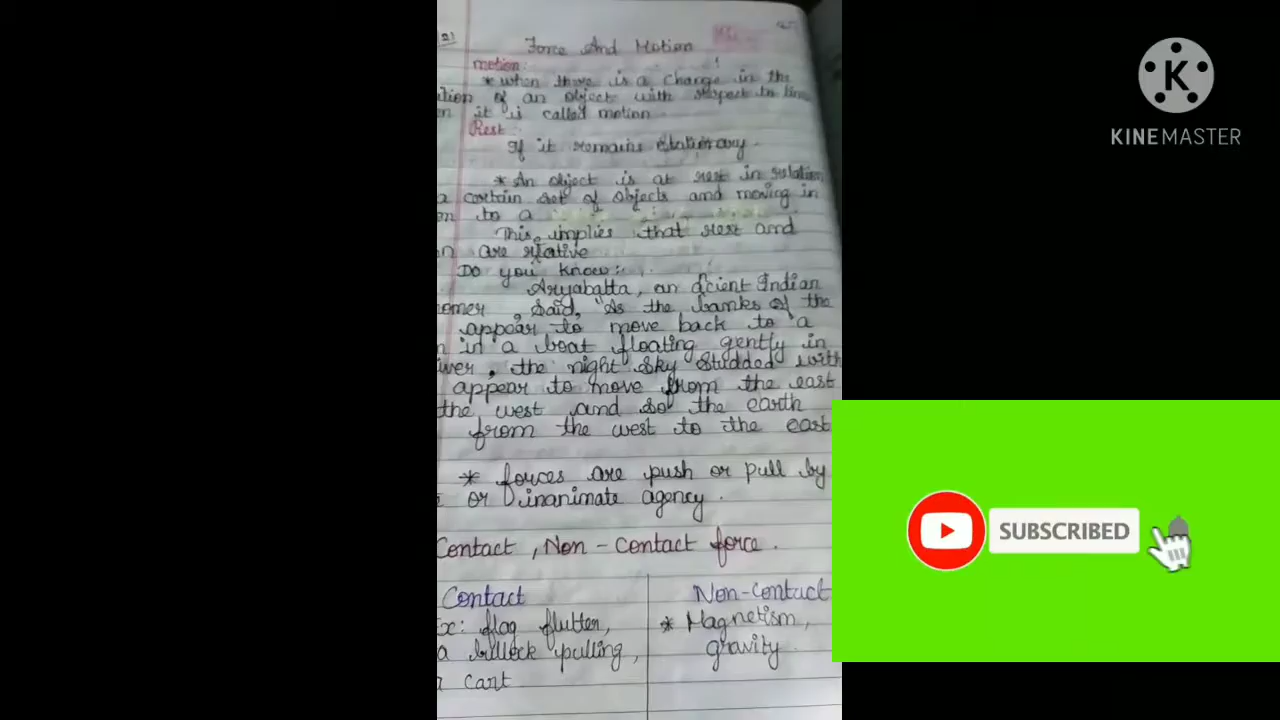 Force And Motion
motion:
* when there is a change in the
ition of an object with respect to time
en it is called motion
Rest:
If it remains stationary.
* An object is at rest in relation
a certain set of objects and moving in
on to a
This implies that rest and
n are relative
Do you know:
Aryabatta, an Acient Indian
nomer, Said, "As the banks of the
appear to move back to a
n in a boat floating gently in
iver, the night sky studded with
appear to move from the east
the west and so the earth
from the west to the east
* forces are push or pull by
or inanimate agency.
Contact, Non-Contact force.
Contact
Non-Contact
Ex: flag flutter,
a bullock pulling,
cart
* Magnetism,
gravity.
K
KINEMASTER
SUBSCRIBED